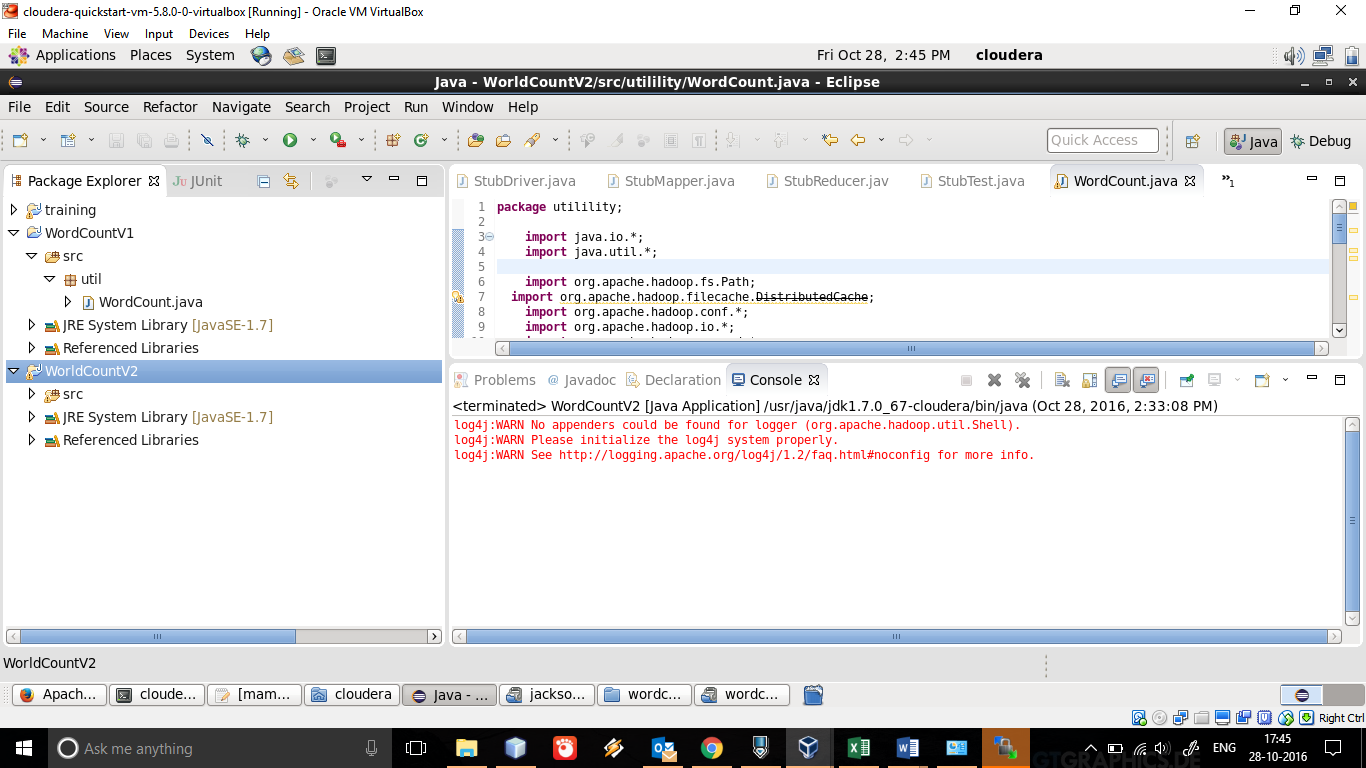 cloudera-quickstart-vm-5.8.0-0-virtualbox [Running] - Oracle VM VirtualBox
File Machine View Input Devices Help
Applications Places System Fri Oct 28, 2:45 PM cloudera
Java - WorldCountV2/src/utilility/WordCount.java - Eclipse
File Edit Source Refactor Navigate Search Project Run Window Help
Quick Access Java Debug
Package Explorer JUnit
StubDriver.java StubMapper.java StubReducer.jav StubTest.java WordCount.java »1
training
WordCountV1
src
util
WordCount.java
JRE System Library [JavaSE-1.7]
Referenced Libraries
WorldCountV2
src
JRE System Library [JavaSE-1.7]
Referenced Libraries
1 package utilility;
2
3 import java.io.*;
4 import java.util.*;
5
6 import org.apache.hadoop.fs.Path;
7 import org.apache.hadoop.filecache.DistributedCache;
8 import org.apache.hadoop.conf.*;
9 import org.apache.hadoop.io.*;
Problems @ Javadoc Declaration Console
<terminated> WordCountV2 [Java Application] /usr/java/jdk1.7.0_67-cloudera/bin/java (Oct 28, 2016, 2:33:08 PM)
log4j:WARN No appenders could be found for logger (org.apache.hadoop.util.Shell).
log4j:WARN Please initialize the log4j system properly.
log4j:WARN See http://logging.apache.org/log4j/1.2/faq.html#noconfig for more info.
WorldCountV2
Apach... cloude... [mam... cloudera Java - ... jackso... wordc... wordc...
Right Ctrl
Ask me anything
ENG 17:45
28-10-2016
GTGRAPHICS.DE